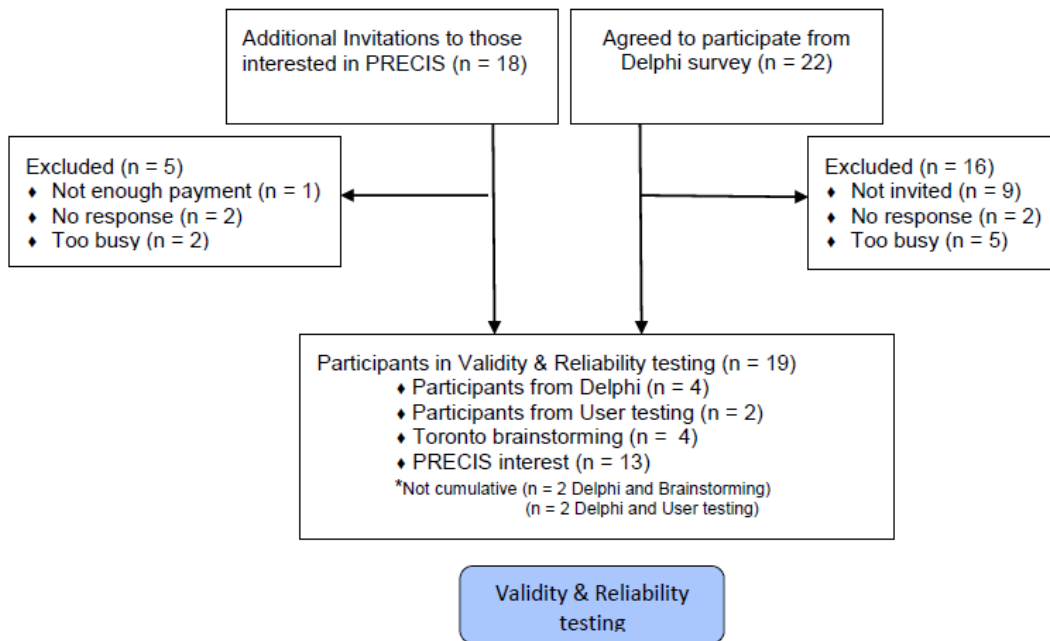 Additional Invitations to those
interested in PRECIS (n = 18)
Agreed to participate from
Delphi survey (n = 22)
Excluded (n = 5)
♦ Not enough payment (n = 1)
♦ No response (n = 2)
♦ Too busy (n = 2)
Excluded (n = 16)
♦ Not invited (n = 9)
♦ No response (n = 2)
♦ Too busy (n = 5)
Participants in Validity & Reliability testing (n = 19)
♦ Participants from Delphi (n = 4)
♦ Participants from User testing (n = 2)
♦ Toronto brainstorming (n = 4)
♦ PRECIS interest (n = 13)
*Not cumulative (n = 2 Delphi and Brainstorming)
(n = 2 Delphi and User testing)
Validity & Reliability
testing